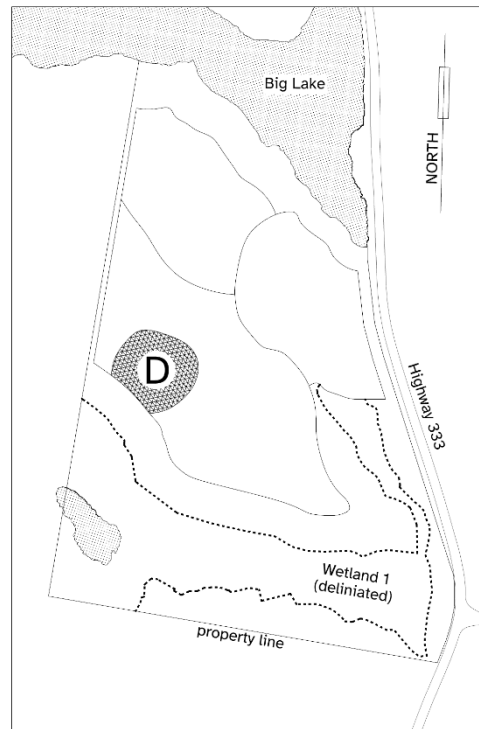 Big Lake
NORTH
D
Highway 333
Wetland 1
(deliniated)
property line